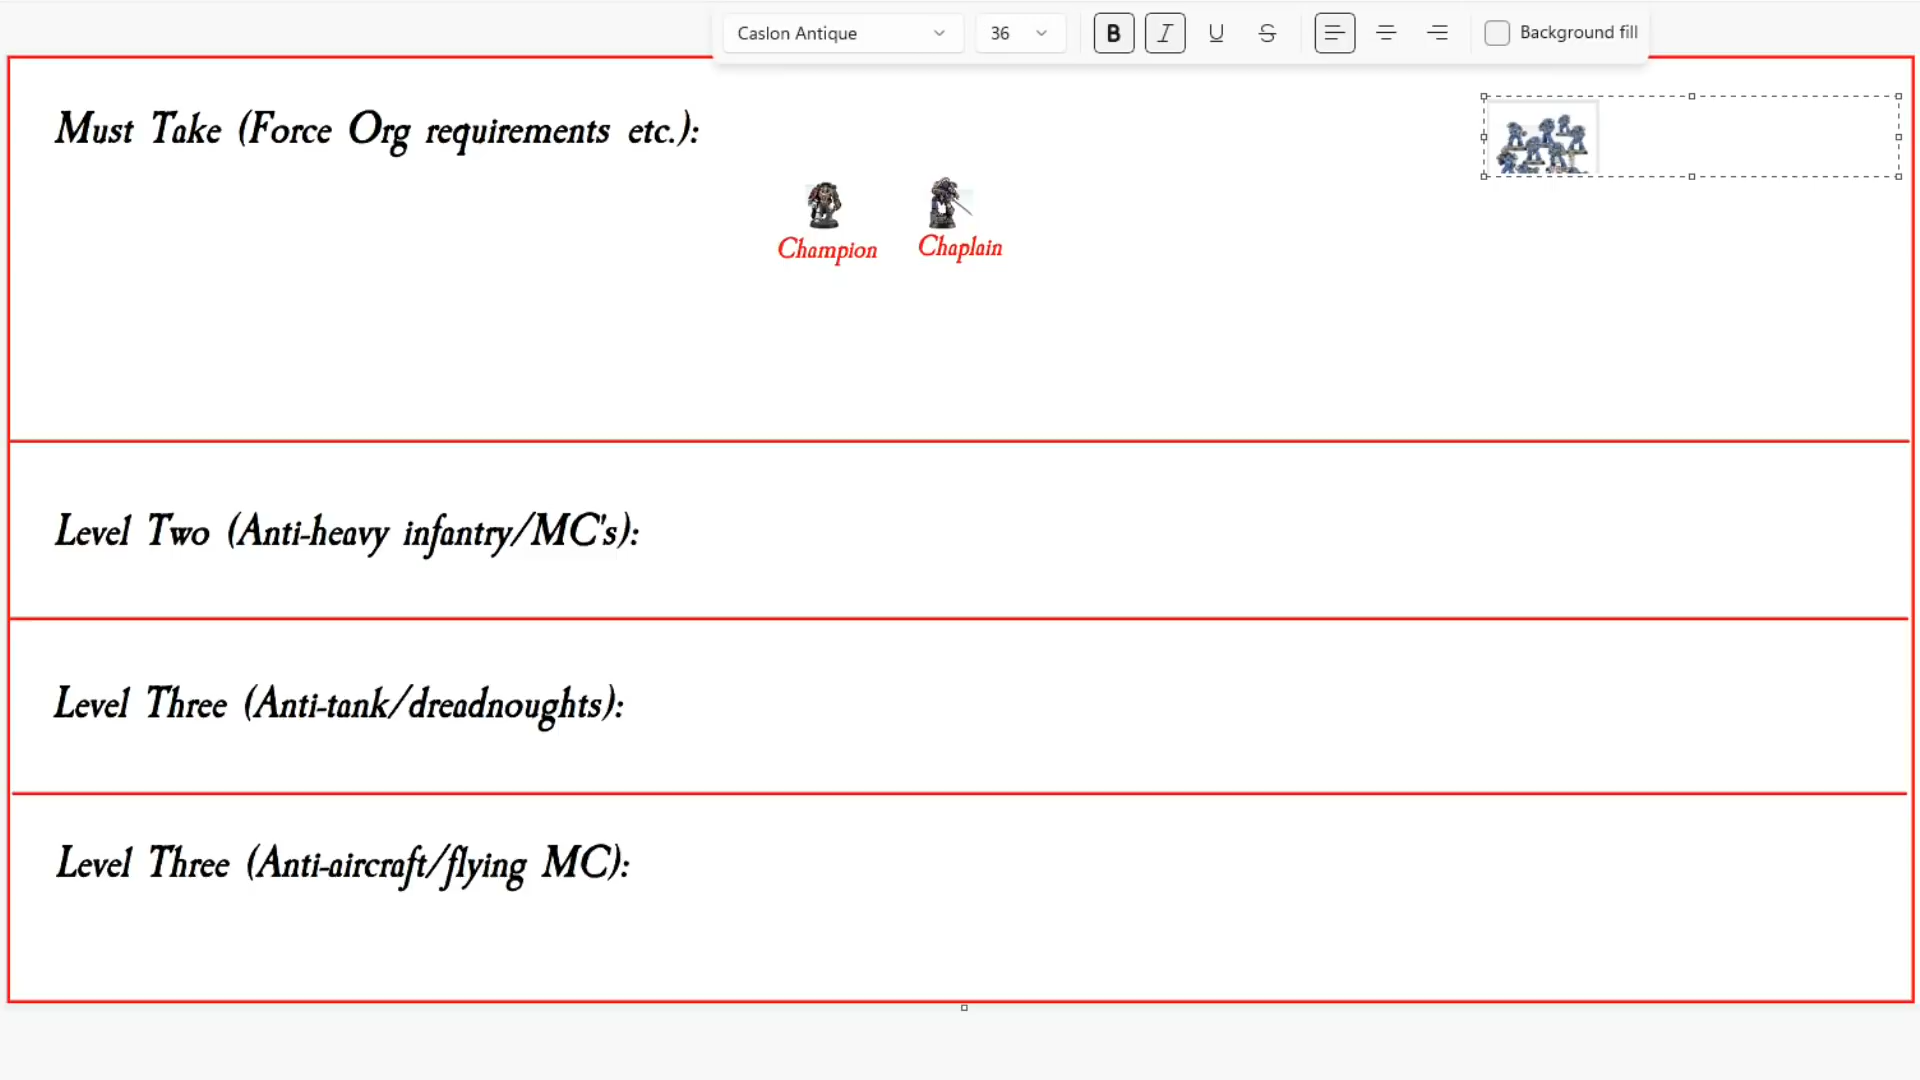 Caslon Antique
36
B
I
U
S
Background fill
Must Take (Force Org requirements etc.):
Champion
Chaplain
Level Two (Anti-heavy infantry/MC's):
Level Three (Anti-tank/dreadnoughts):
Level Three (Anti-aircraft/flying MC):